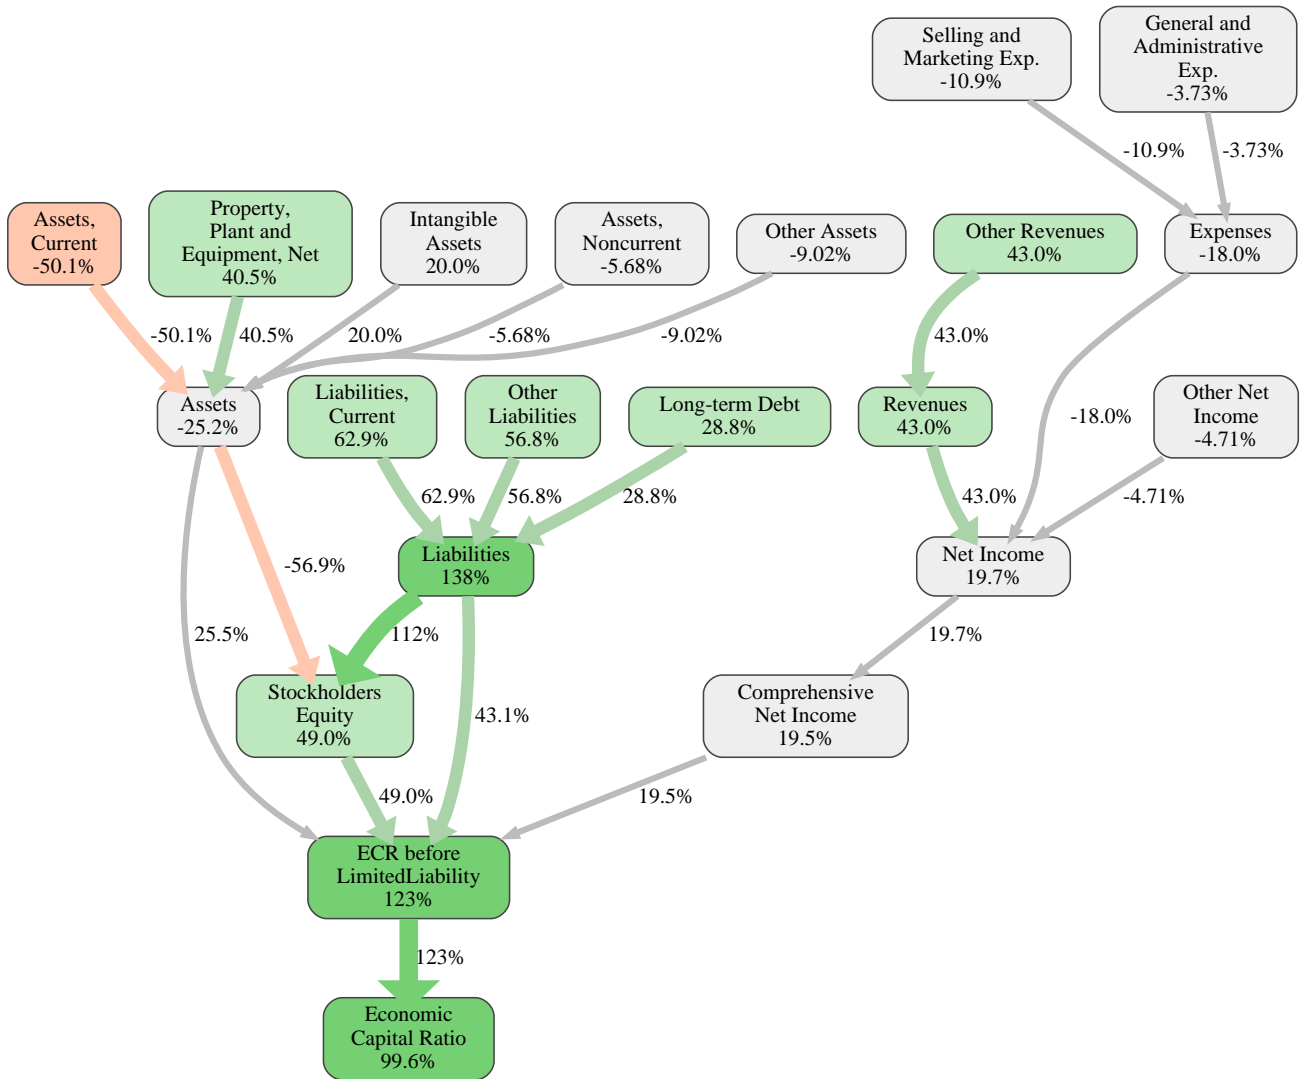 Selling and
Marketing Exp.
-10.9%
General and
Administrative
Exp.
-3.73%
-10.9%
-3.73%
Assets,
Current
-50.1%
Property,
Plant and
Equipment, Net
40.5%
Intangible
Assets
20.0%
Assets,
Noncurrent
-5.68%
Other Assets
-9.02%
Other Revenues
43.0%
Expenses
-18.0%
-50.1%
40.5%
20.0%
-5.68%
-9.02%
43.0%
Assets
-25.2%
Liabilities,
Current
62.9%
Other
Liabilities
56.8%
Long-term Debt
28.8%
Revenues
43.0%
-18.0%
Other Net
Income
-4.71%
62.9%
56.8%
28.8%
43.0%
-4.71%
-56.9%
Liabilities
138%
Net Income
19.7%
25.5%
112%
19.7%
Stockholders
Equity
49.0%
43.1%
Comprehensive
Net Income
19.5%
49.0%
19.5%
ECR before
LimitedLiability
123%
123%
Economic
Capital Ratio
99.6%